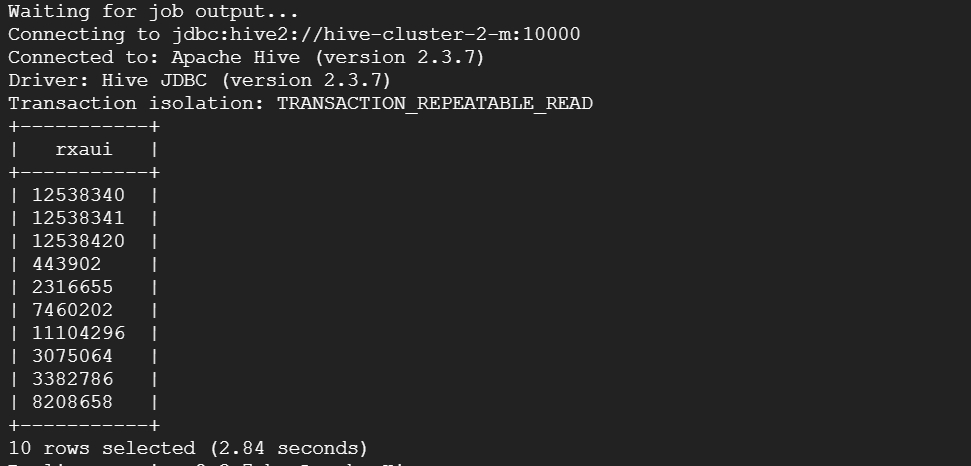 Waiting for job output...
Connecting to jdbc:hive2://hive-cluster-2-m:10000
Connected to: Apache Hive (version 2.3.7)
Driver: Hive JDBC (version 2.3.7)
Transaction isolation: TRANSACTION_REPEATABLE_READ
+-----------+
|   rxaui   |
+-----------+
| 12538340  |
| 12538341  |
| 12538420  |
| 443902    |
| 2316655   |
| 7460202   |
| 11104296  |
| 3075064   |
| 3382786   |
| 8208658   |
+-----------+
10 rows selected (2.84 seconds)